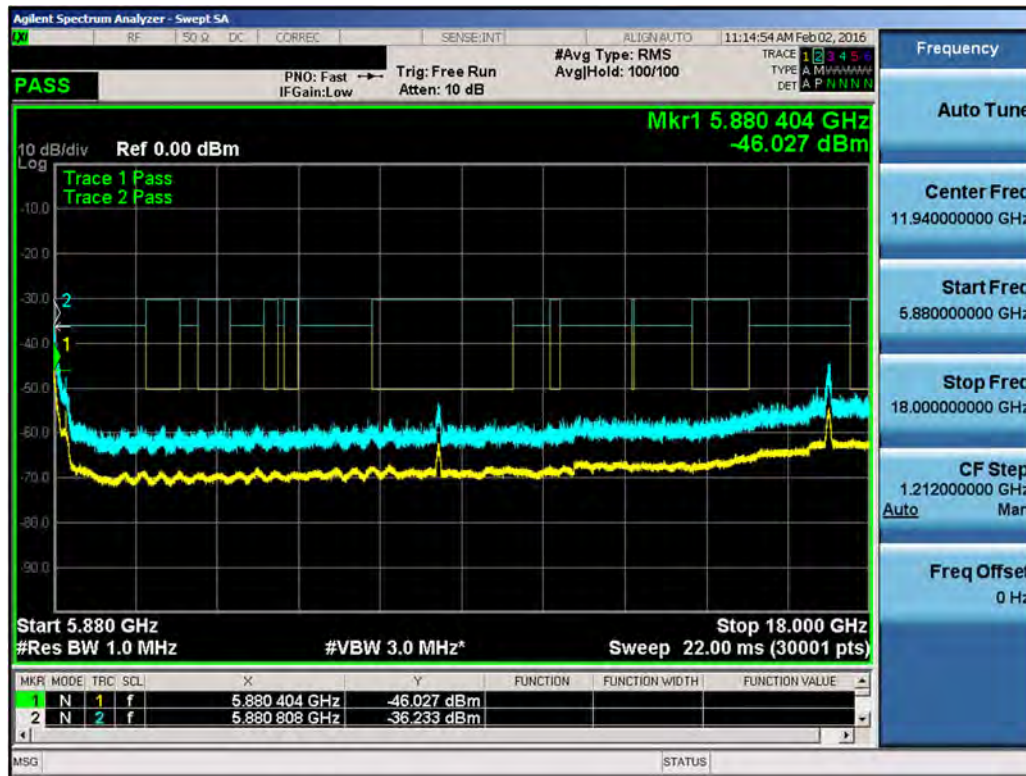 Agilent Spectrum Analyzer - Swept SA
RF 50 Ω DC CORREC SENSE:INT ALIGN AUTO 11:14:54 AM Feb 02, 2016
PASS
PNO: Fast
IFGain:Low
Trig: Free Run
Atten: 10 dB
#Avg Type: RMS
Avg|Hold: 100/100
TRACE 1 2 3 4 5 6
TYPE A M
DET A P N N N N
Mkr1 5.880 404 GHz
-46.027 dBm
10 dB/div Ref 0.00 dBm
Log
Trace 1 Pass
Trace 2 Pass
-10.0
-20.0
-30.0
2
-40.0
1
-50.0
-60.0
-70.0
-80.0
-90.0
Start 5.880 GHz Stop 18.000 GHz
#Res BW 1.0 MHz #VBW 3.0 MHz* Sweep 22.00 ms (30001 pts)
MKR MODE TRC SCL X Y FUNCTION FUNCTION WIDTH FUNCTION VALUE
1 N 1 f 5.880 404 GHz -46.027 dBm
2 N 2 f 5.880 808 GHz -36.233 dBm
MSG STATUS
Frequency
Auto Tune
Center Freq
11.940000000 GHz
Start Freq
5.880000000 GHz
Stop Freq
18.000000000 GHz
CF Step
1.212000000 GHz
Auto Man
Freq Offset
0 Hz